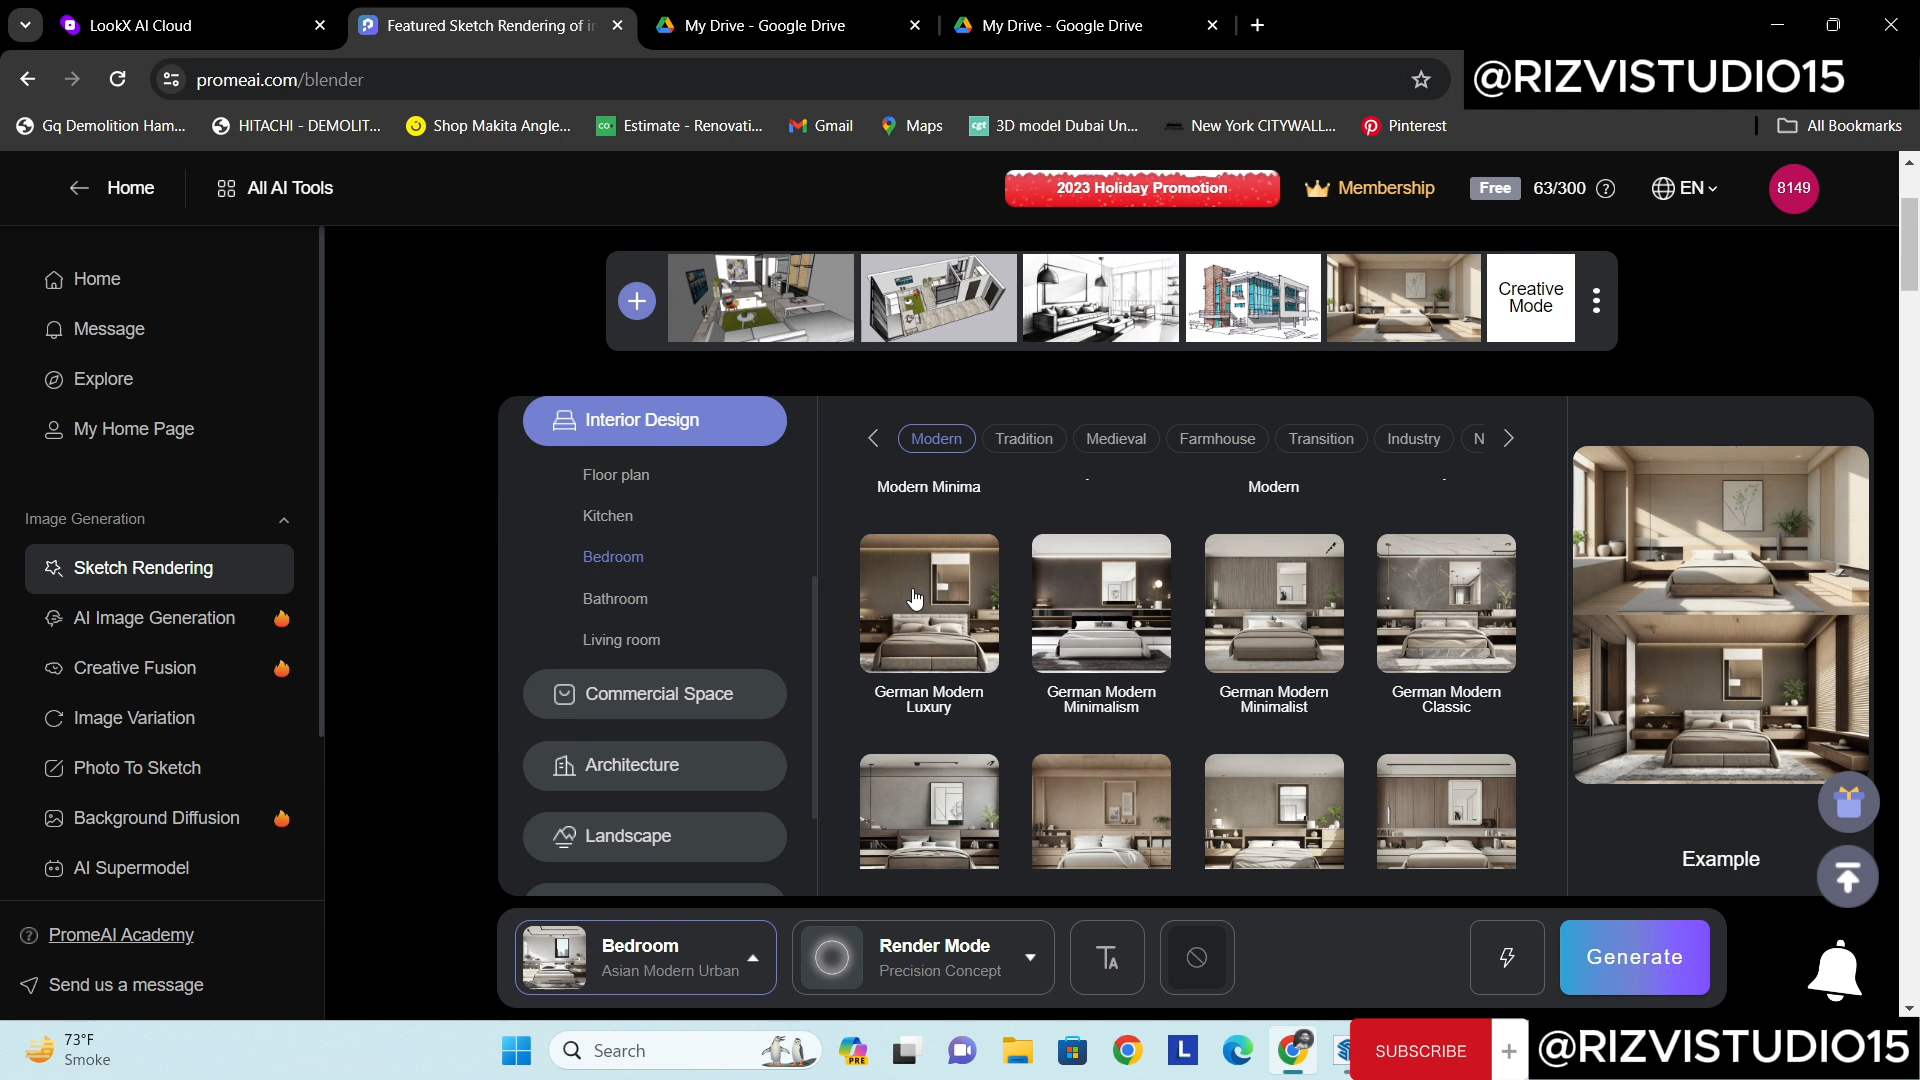 LookX AI Cloud
Featured Sketch Rendering of in
My Drive - Google Drive
My Drive - Google Drive
promeai.com/blender
@RIZVISTUDIO15
Gq Demolition Ham...
HITACHI - DEMOLIT...
Shop Makita Angle...
Estimate - Renovati...
Gmail
Maps
3D model Dubai Un...
New York CITYWALL...
Pinterest
All Bookmarks
Home
All AI Tools
2023 Holiday Promotion
Membership
Free
63/300
EN
8149
Home
Message
Explore
My Home Page
Image Generation
Sketch Rendering
AI Image Generation
Creative Fusion
Image Variation
Photo To Sketch
Background Diffusion
AI Supermodel
PromeAI Academy
Send us a message
Creative
Mode
Interior Design
Floor plan
Kitchen
Bedroom
Bathroom
Living room
Commercial Space
Architecture
Landscape
Modern
Tradition
Medieval
Farmhouse
Transition
Industry
N
Modern Minima
Modern
German Modern
Luxury
German Modern
Minimalism
German Modern
Minimalist
German Modern
Classic
Example
Bedroom
Asian Modern Urban
Render Mode
Precision Concept
Generate
73°F
Smoke
Search
PRE
L
SUBSCRIBE
@RIZVISTUDIO15